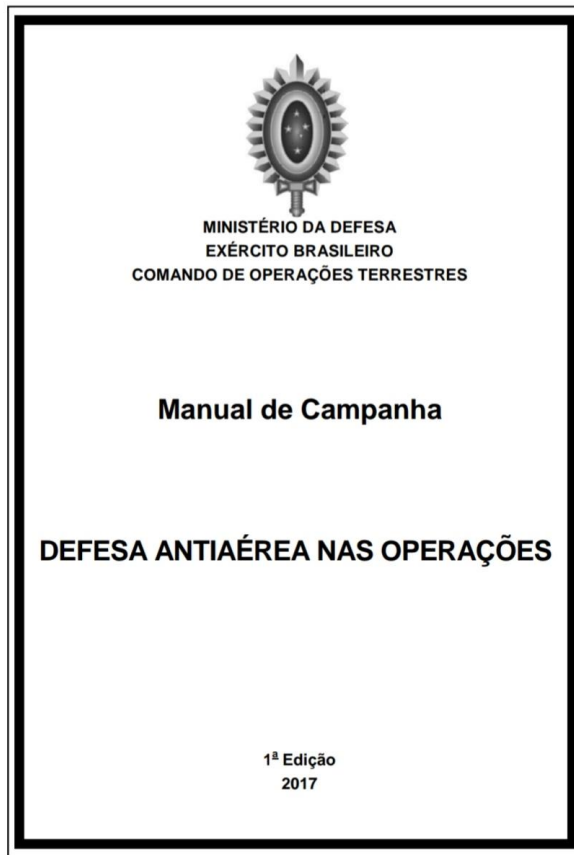 MINISTÉRIO DA DEFESA
EXÉRCITO BRASILEIRO
COMANDO DE OPERAÇÕES TERRESTRES
Manual de Campanha
DEFESA ANTIAÉREA NAS OPERAÇÕES
1ª Edição
2017